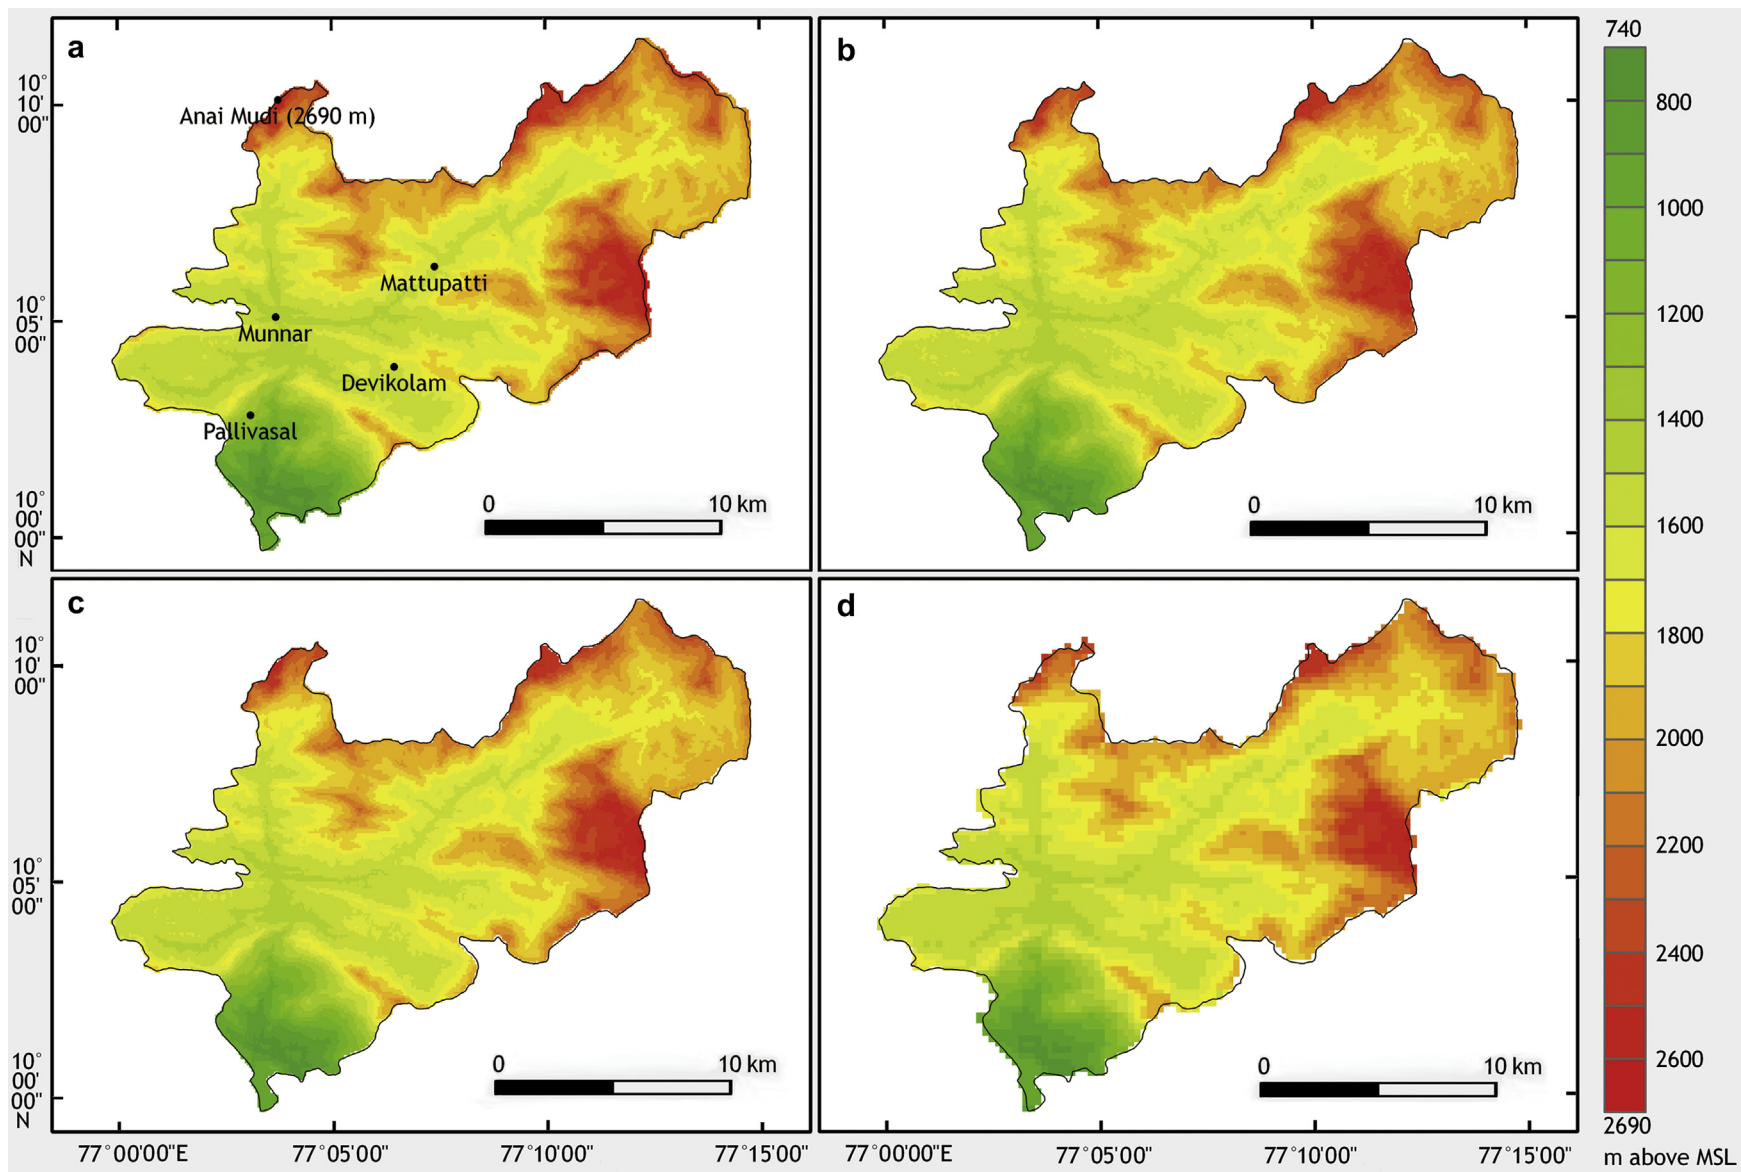 a
10°
10'
00"
Anai Mudi (2690 m)
Mattupatti
10°
05'
00"
Munnar
Devikolam
Pallivasal
10°
00'
00"
N
0 10 km
b
0 10 km
c
10°
10'
00"
10°
05'
00"
10°
00'
00"
N
0 10 km
77°00'00"E 77°05'00" 77°10'00" 77°15'00"
d
0 10 km
77°00'00" 77°05'00" 77°10'00" 77°15'00"
740
800
1000
1200
1400
1600
1800
2000
2200
2400
2600
2690
m above MSL